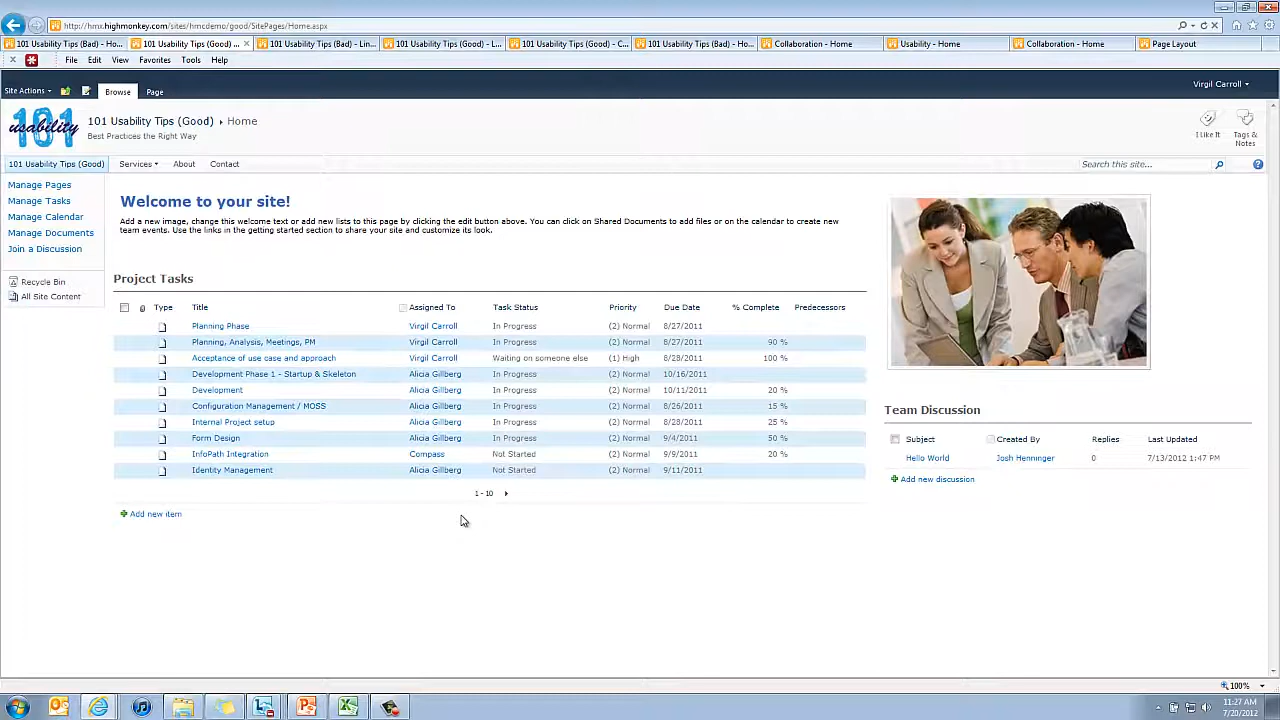 http://hmx.highmonkey.com/sites/hmcdemo/good/SitePages/Home.aspx
101 Usability Tips (Bad) - Ho...
101 Usability Tips (Good) ...
101 Usability Tips (Bad) - Lin...
101 Usability Tips (Good) - L...
101 Usability Tips (Good) - C...
101 Usability Tips (Bad) - Ho...
Collaboration - Home
Usability - Home
Collaboration - Home
Page Layout
File Edit View Favorites Tools Help
Site Actions
Browse
Page
Virgil Carroll
101
usability
101 Usability Tips (Good) Home
Best Practices the Right Way
I Like It
Tags &
Notes
101 Usability Tips (Good) Services About Contact
Search this site...
Manage Pages
Manage Tasks
Manage Calendar
Manage Documents
Join a Discussion
Recycle Bin
All Site Content
Welcome to your site!
Add a new image, change this welcome text or add new lists to this page by clicking the edit button above. You can click on Shared Documents to add files or on the calendar to create new
team events. Use the links in the getting started section to share your site and customize its look.
Project Tasks
Type Title Assigned To Task Status Priority Due Date % Complete Predecessors
Planning Phase Virgil Carroll In Progress (2) Normal 8/27/2011
Planning, Analysis, Meetings, PM Virgil Carroll In Progress (2) Normal 8/27/2011 90 %
Acceptance of use case and approach Virgil Carroll Waiting on someone else (1) High 8/28/2011 100 %
Development Phase 1 - Startup & Skeleton Alicia Gillberg In Progress (2) Normal 10/16/2011
Development Alicia Gillberg In Progress (2) Normal 10/11/2011 20 %
Configuration Management / MOSS Alicia Gillberg In Progress (2) Normal 8/26/2011 15 %
Internal Project setup Alicia Gillberg In Progress (2) Normal 8/28/2011 25 %
Form Design Alicia Gillberg In Progress (2) Normal 9/4/2011 50 %
InfoPath Integration Compass Not Started (2) Normal 9/9/2011 20 %
Identity Management Alicia Gillberg Not Started (2) Normal 9/11/2011
1 - 10
Add new item
Team Discussion
Subject Created By Replies Last Updated
Hello World Josh Henninger 0 7/13/2012 1:47 PM
Add new discussion
100%
11:27 AM
7/20/2012